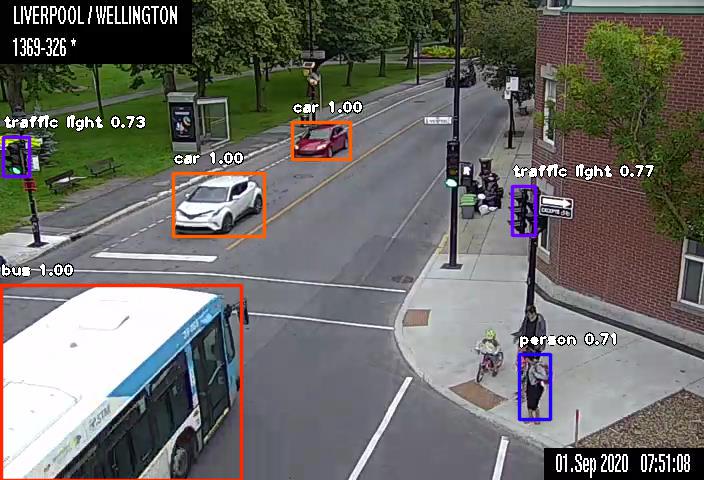 LIVERPOOL / WELLINGTON
1369-326 *
car 1.00
traffic light 0.73
car 1.00
traffic light 0.77
bus 1.00
person 0.71
STM
01.Sep 2020 07:51:08